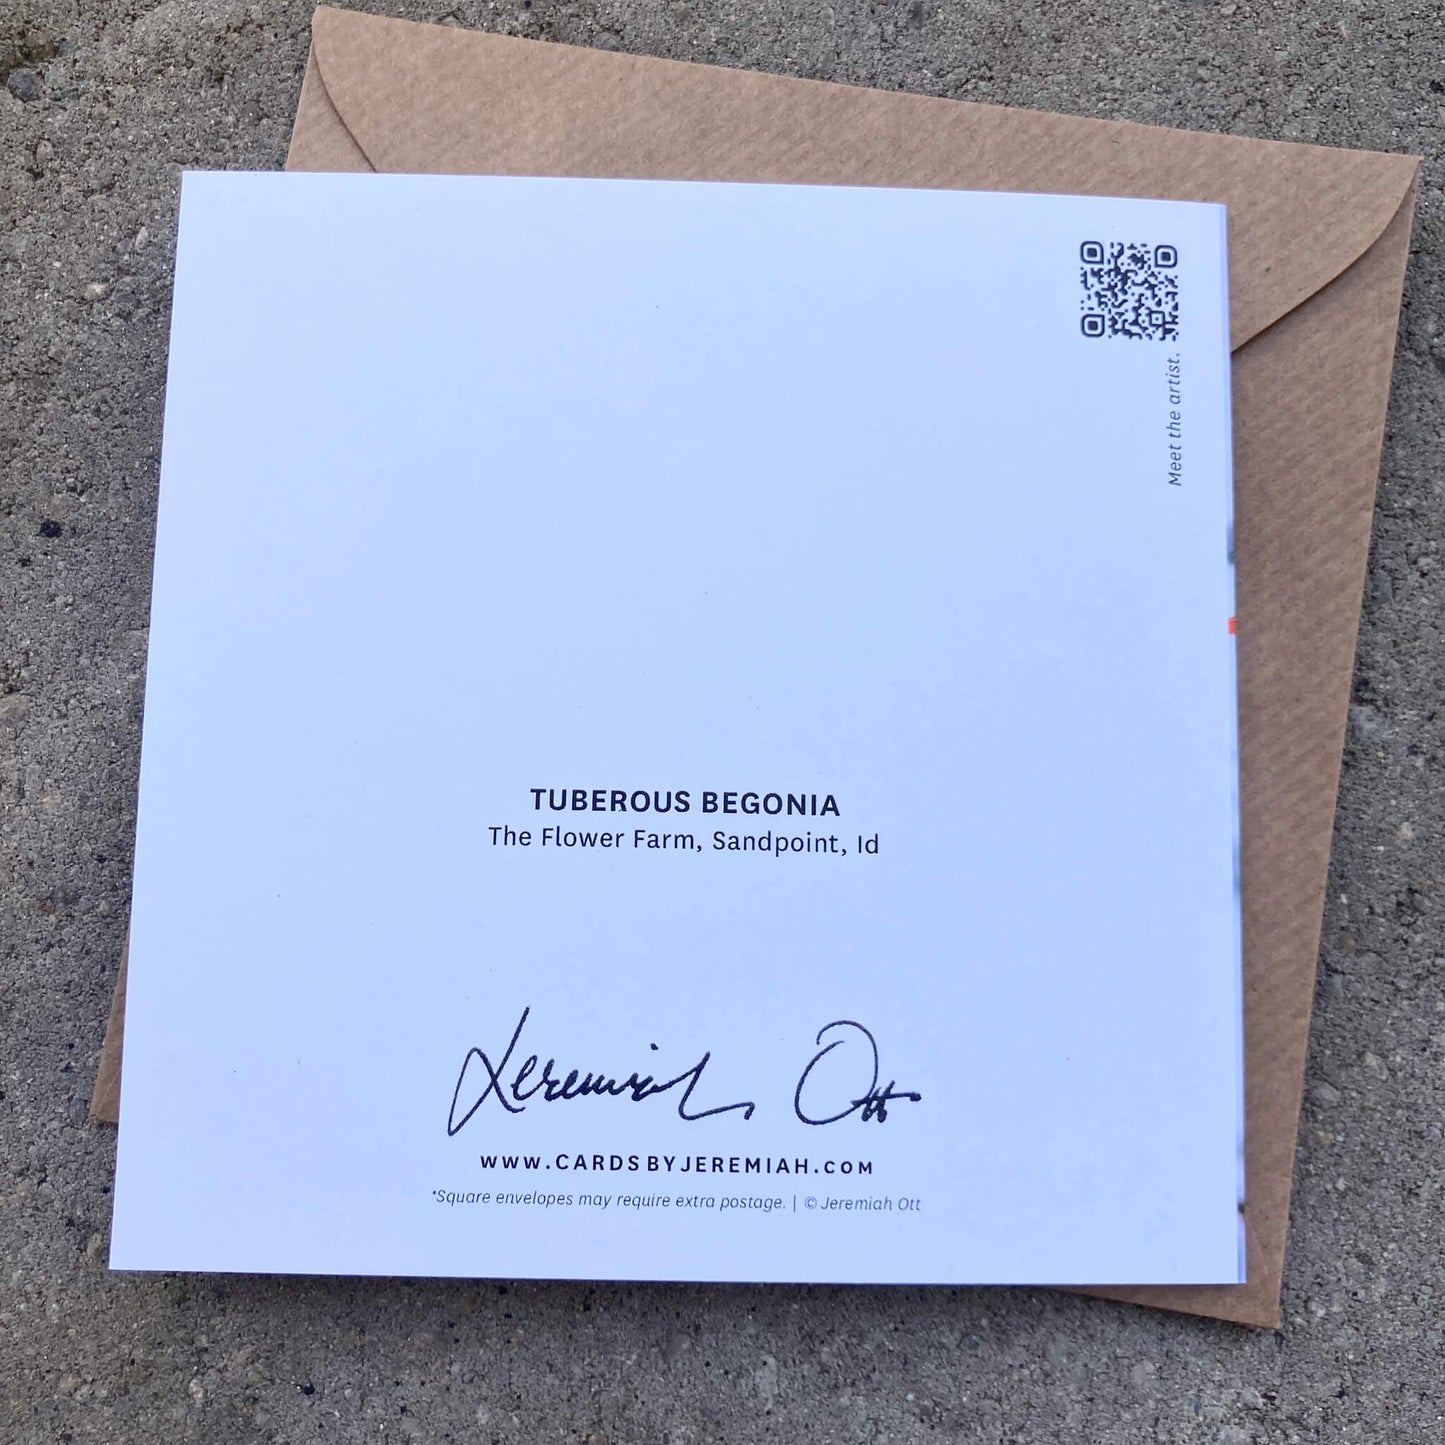 Meet the artist.
TUBEROUS BEGONIA
The Flower Farm, Sandpoint, Id
Jeremiah Ott
WWW.CARDSBYJEREMIAH.COM
*Square envelopes may require extra postage. | © Jeremiah Ott